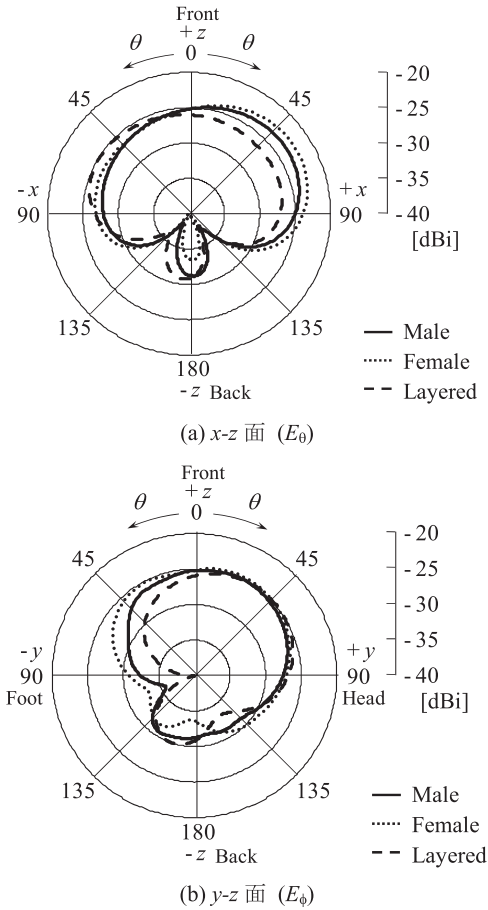 Front
+z
θ 0 θ
45 45
-x +x
90 90
135 135
180
-z Back
-20
-25
-30
-35
-40
[dBi]
Male
Female
Layered
(a) x-z 面 (Eθ)
Front
+z
θ 0 θ
45 45
-y +y
90 90
Foot Head
135 135
180
-z Back
-20
-25
-30
-35
-40
[dBi]
Male
Female
Layered
(b) y-z 面 (Eϕ)